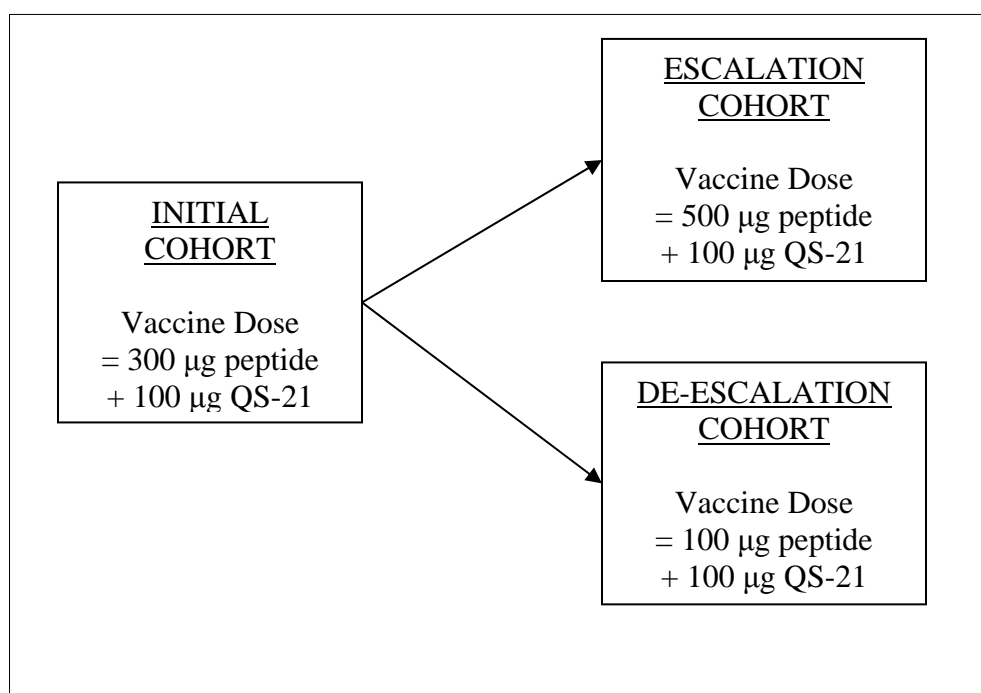 INITIAL
COHORT
Vaccine Dose
= 300 μg peptide
+ 100 μg QS-21
ESCALATION
COHORT
Vaccine Dose
= 500 μg peptide
+ 100 μg QS-21
DE-ESCALATION
COHORT
Vaccine Dose
= 100 μg peptide
+ 100 μg QS-21